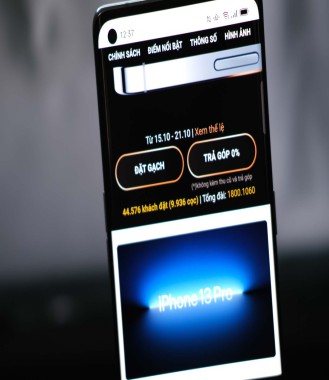 12:37
CHÍNH SÁCH ĐIỂM NỔI BẬT THÔNG SỐ HÌNH ẢNH
Từ 15.10 - 21.10 | Xem thể lệ
ĐẶT GẠCH
TRẢ GÓP 0%
(*)không kèm thu cũ và trả góp
44.576 khách đặt (9.936 cọc) | Tổng đài: 1800.1060
iPhone 13 Pro